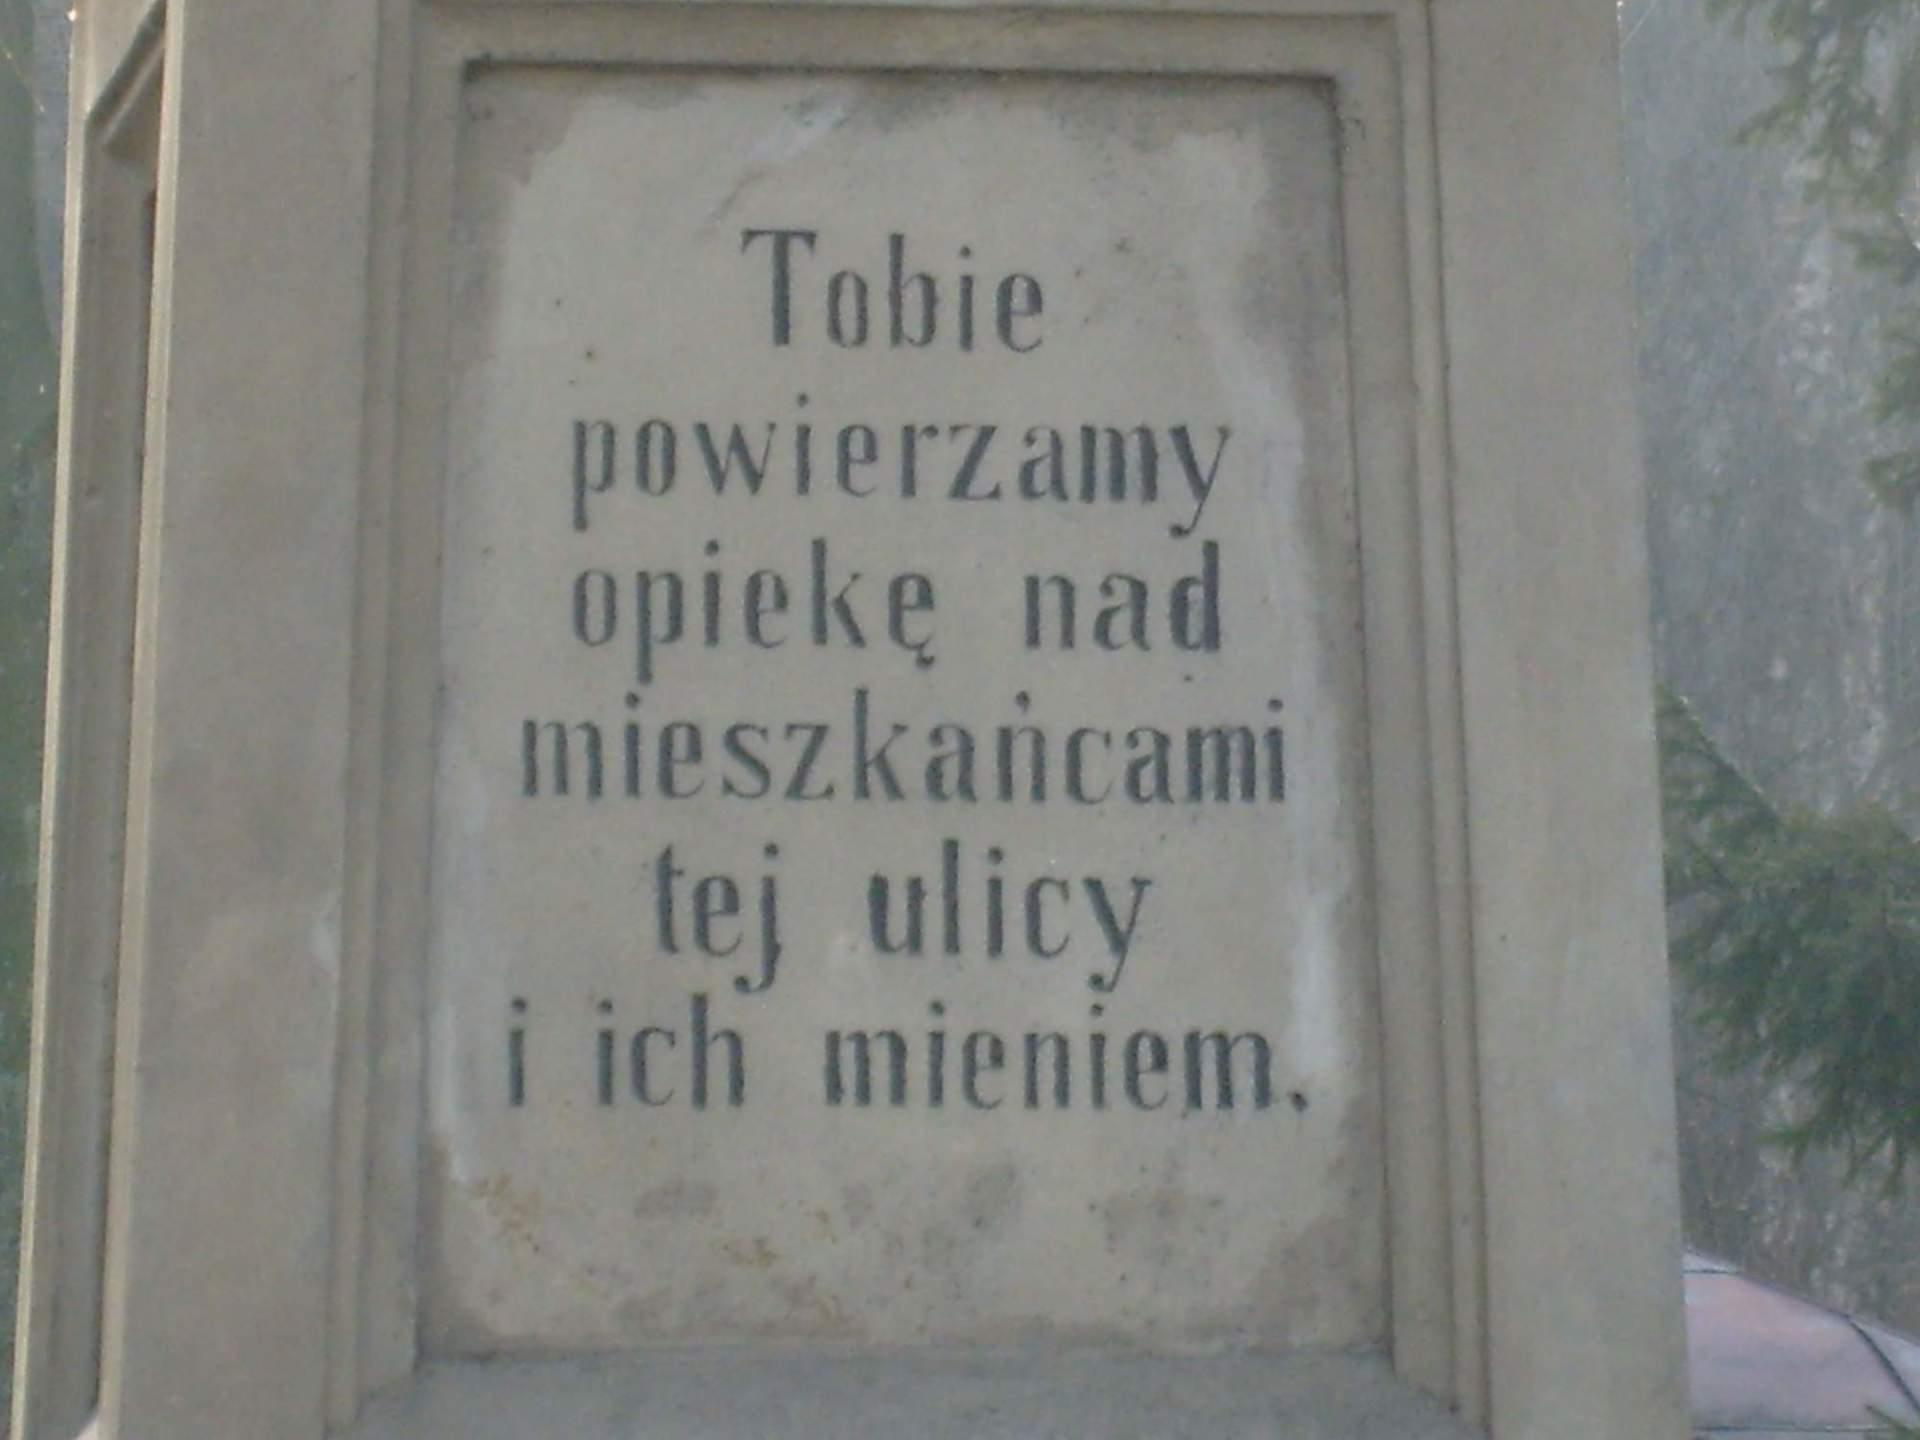 Tobie
powierzamy
opiekę nad
mieszkańcami
tej ulicy
i ich mieniem.